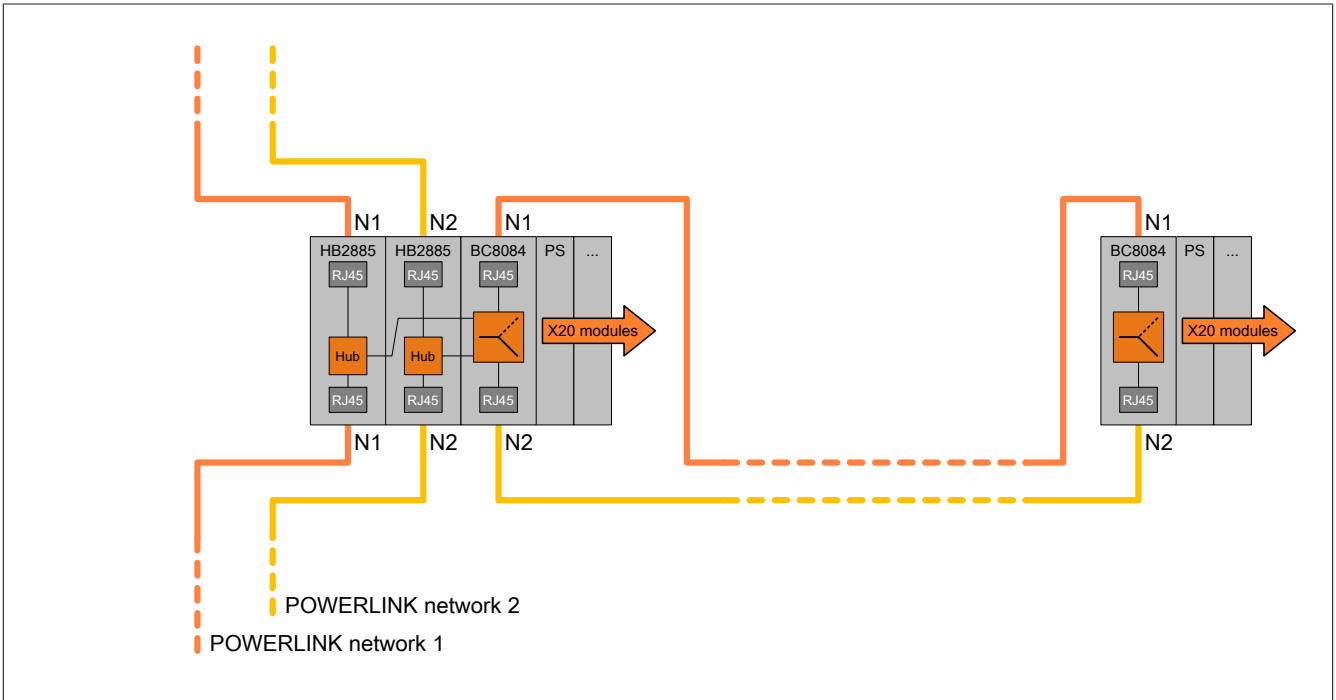 N1
N2
N1
N1
HB2885
HB2885
BC8084
PS
...
BC8084
PS
...
RJ45
RJ45
RJ45
RJ45
X20 modules
X20 modules
Hub
Hub
RJ45
RJ45
RJ45
RJ45
N1
N2
N2
N2
POWERLINK network 2
POWERLINK network 1